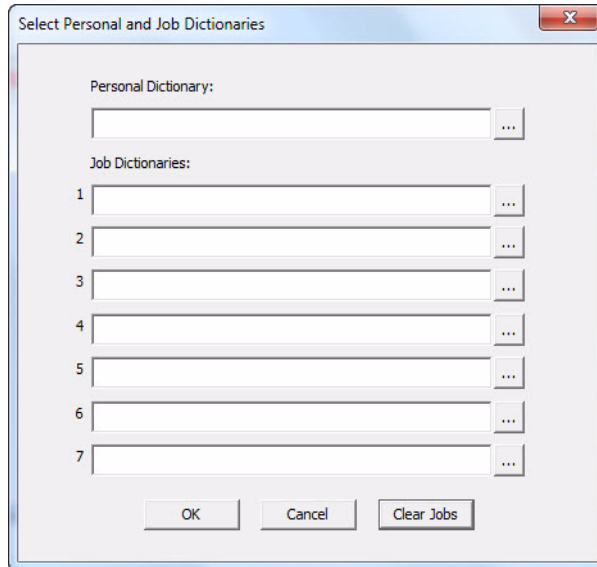 Select Personal and Job Dictionaries
Personal Dictionary:
...
Job Dictionaries:
1 ...
2 ...
3 ...
4 ...
5 ...
6 ...
7 ...
OK Cancel Clear Jobs